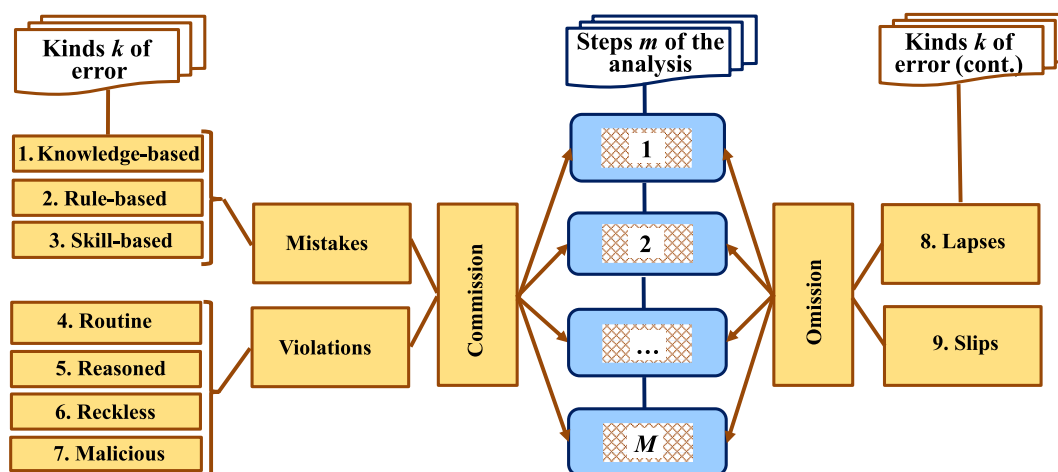 Kinds k of
error
1. Knowledge-based
2. Rule-based
3. Skill-based
4. Routine
5. Reasoned
6. Reckless
7. Malicious
Mistakes
Violations
Commission
Steps m of the
analysis
1
2
...
M
Omission
Kinds k of
error (cont.)
8. Lapses
9. Slips